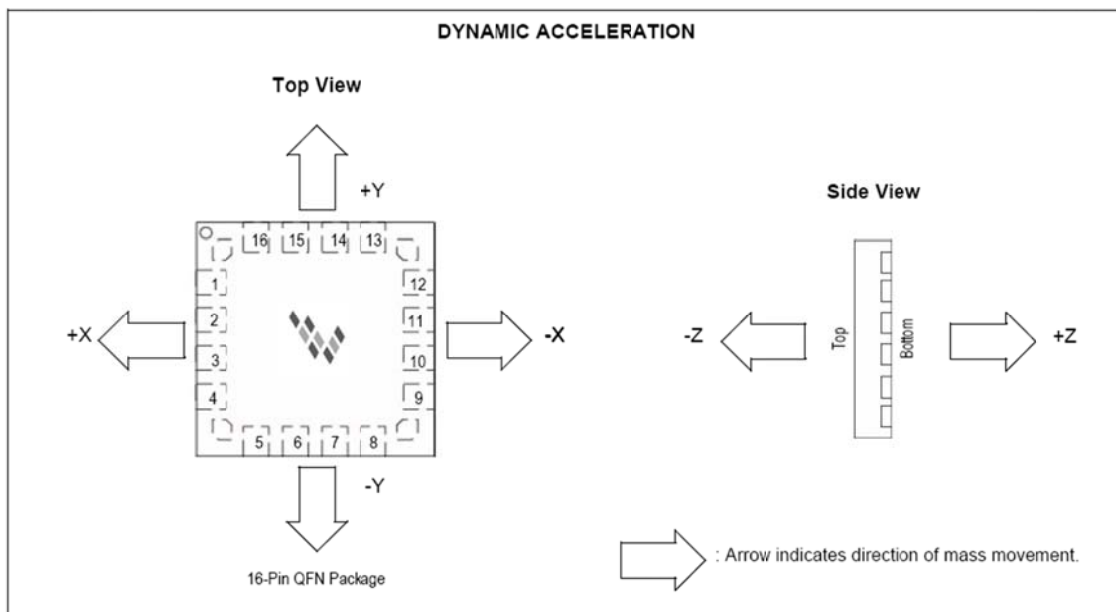 DYNAMIC ACCELERATION
Top View
+Y
16 15 14 13
1
2
3
4
12
11
10
9
5 6 7 8
+X
-X
-Y
16-Pin QFN Package
Side View
-Z
Top
Bottom
+Z
: Arrow indicates direction of mass movement.